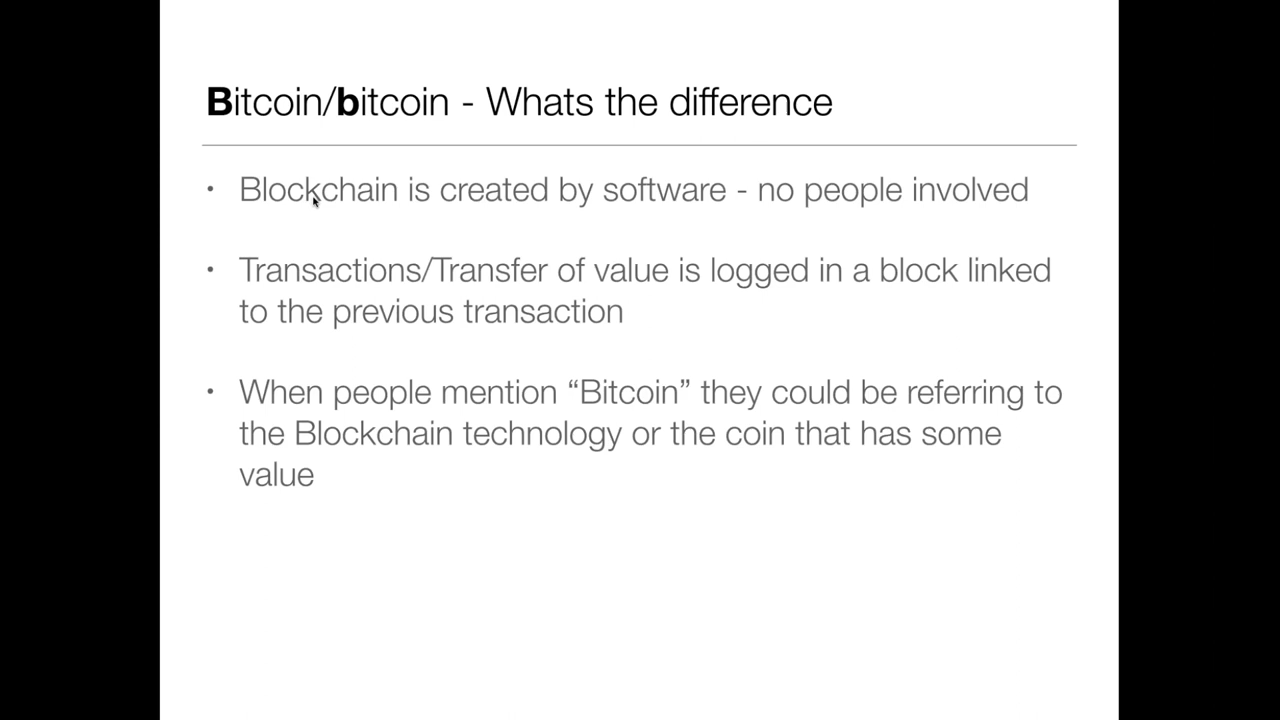 Bitcoin/bitcoin - Whats the difference
• Blockchain is created by software - no people involved
• Transactions/Transfer of value is logged in a block linked
to the previous transaction
• When people mention “Bitcoin” they could be referring to
the Blockchain technology or the coin that has some
value